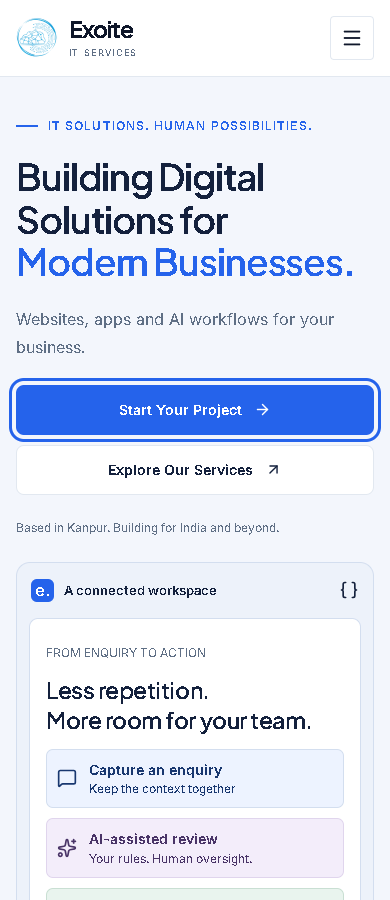 Exoite
IT SERVICES
IT SOLUTIONS. HUMAN POSSIBILITIES.
Building Digital
Solutions for
Modern Businesses.
Websites, apps and AI workflows for your
business.
Start Your Project
Explore Our Services
Based in Kanpur. Building for India and beyond.
e. A connected workspace {}
FROM ENQUIRY TO ACTION
Less repetition.
More room for your team.
Capture an enquiry
Keep the context together
AI-assisted review
Your rules. Human oversight.